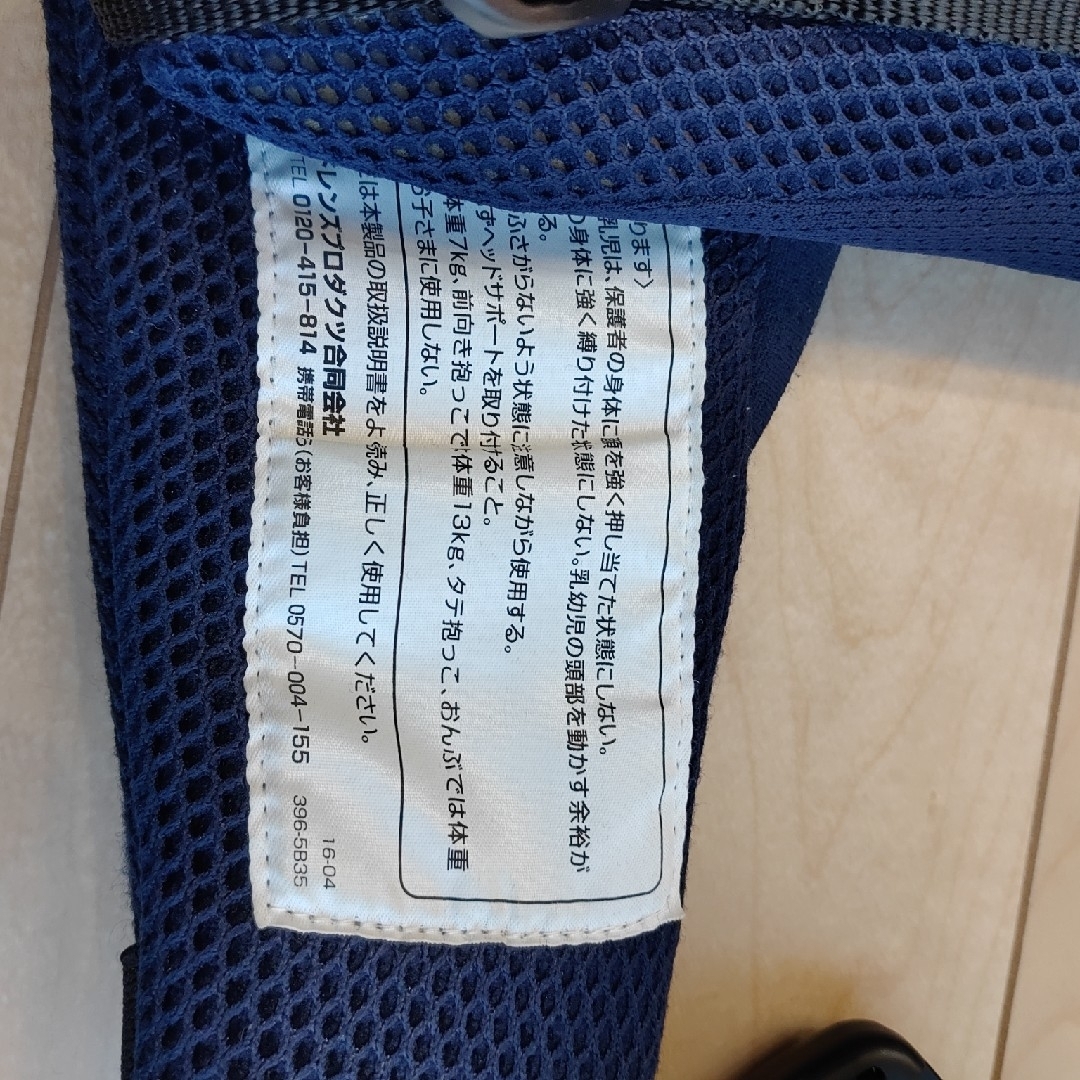 ります〉
乳児は、保護者の身体に顔を強く押し当てた状態にしない。
の身体に強く縛り付けた状態にしない。乳幼児の頭部を動かす余裕が
る。
ふさがらないよう状態に注意しながら使用する。
ずヘッドサポートを取り付けること。
体重7kg、前向き抱っこで体重13kg、タテ抱っこ、おんぶでは体重
お子さまに使用しない。
は本製品の取扱説明書をよく読み、正しく使用してください。
レンズプロダクツ合同会社
16-04
TEL 0120-415-814 携帯電話 (お客様負担) TEL 0570-004-155 396-5B35